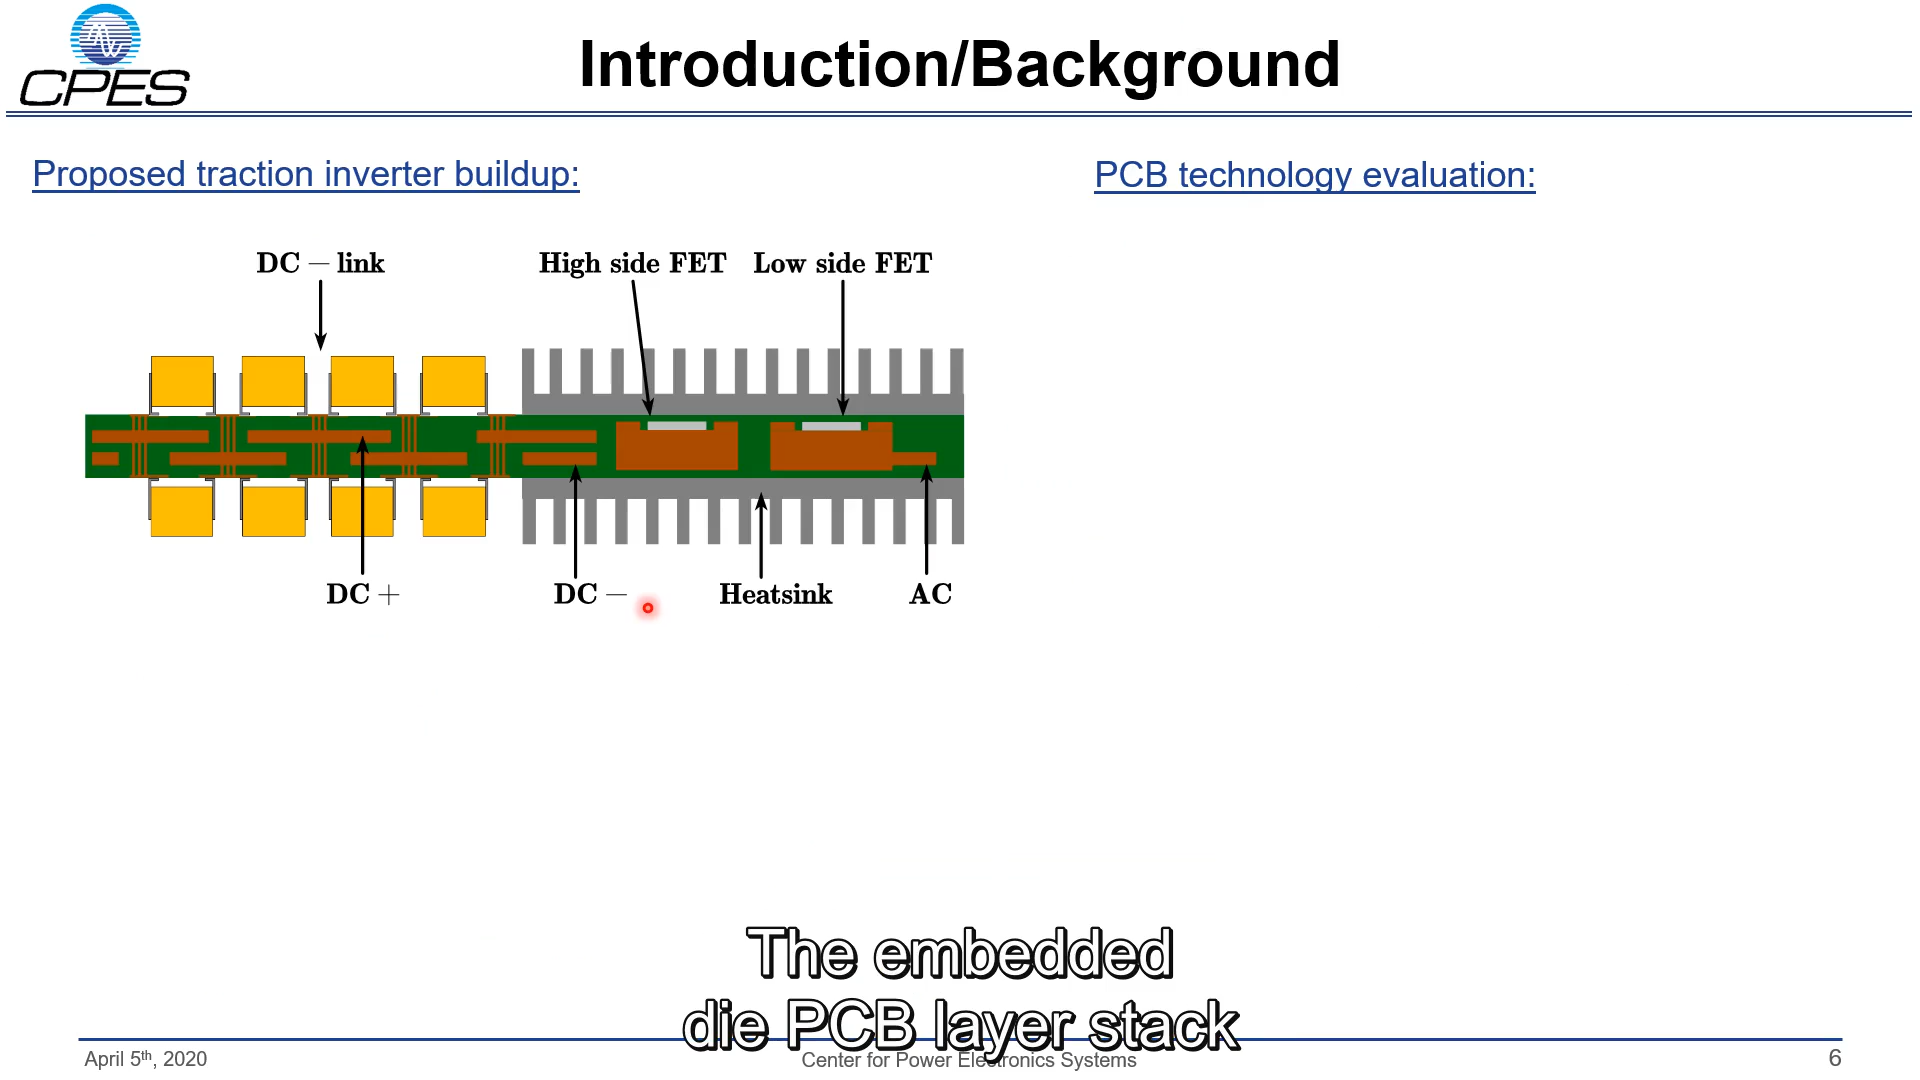 CPES
Introduction/Background
Proposed traction inverter buildup:
PCB technology evaluation:
DC − link
High side FET
Low side FET
DC +
DC −
Heatsink
AC
The embedded
die PCB layer stack
April 5th, 2020
Center for Power Electronics Systems
6